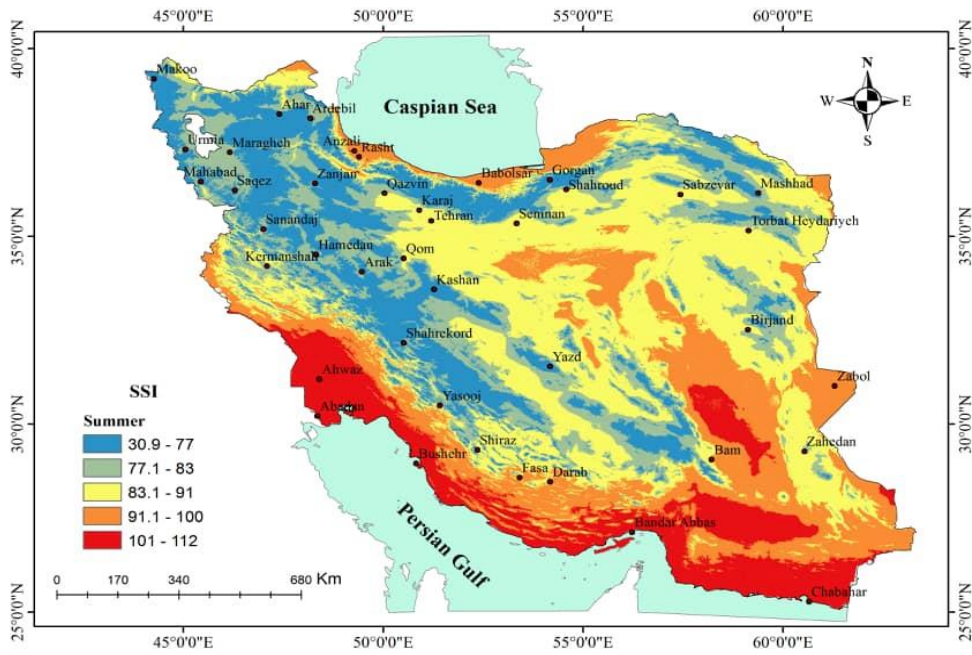 45°0'0"E 50°0'0"E 55°0'0"E 60°0'0"E
40°0'0"N
40°0'0"N
35°0'0"N
35°0'0"N
30°0'0"N
30°0'0"N
25°0'0"N
25°0'0"N
N
W E
S
Caspian Sea
Makoo
Ahar
Ardebil
Urmia
Maragheh
Anzali
Rasht
Mahabad
Saqez
Zanjan
Qazvin
Babolsar
Gorgan
Shahroud
Sabzevar
Mashhad
Karaj
Tehran
Semnan
Torbat Heydariyeh
Sanandaj
Hamedan
Kermanshah
Arak
Qom
Kashan
Birjand
Shahrekord
Yazd
Zabol
Ahwaz
Abadan
Yasooj
Shiraz
Bam
Zahedan
Bushehr
Fasa
Darab
Bandar Abbas
Chabahar
Persian Gulf
SSI
Summer
30.9 - 77
77.1 - 83
83.1 - 91
91.1 - 100
101 - 112
0 170 340 680 Km
45°0'0"E 50°0'0"E 55°0'0"E 60°0'0"E